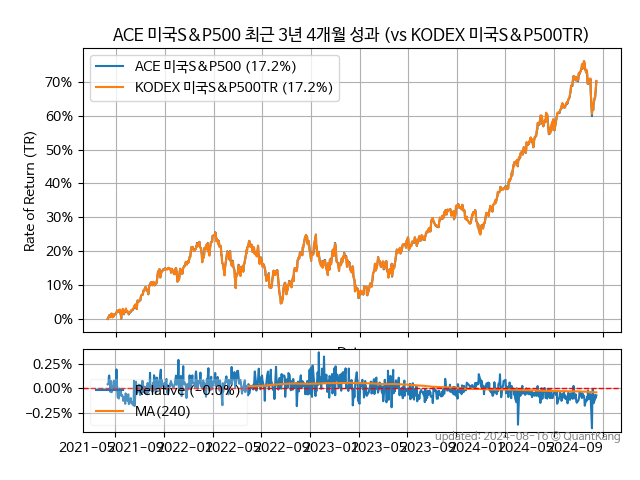 ACE 미국S&P500 최근 3년 4개월 성과 (vs KODEX 미국S&P500TR)
ACE 미국S&P500 (17.2%)
KODEX 미국S&P500TR (17.2%)
Rate of Return (TR)
70%
60%
50%
40%
30%
20%
10%
0%
0.25%
0.00%
−0.25%
Relative (−0.0%)
MA(240)
updated: 2024-08-16 © QuantKang
2021-05 2021-09 2022-01 2022-05 2022-09 2023-01 2023-05 2023-09 2024-01 2024-05 2024-09